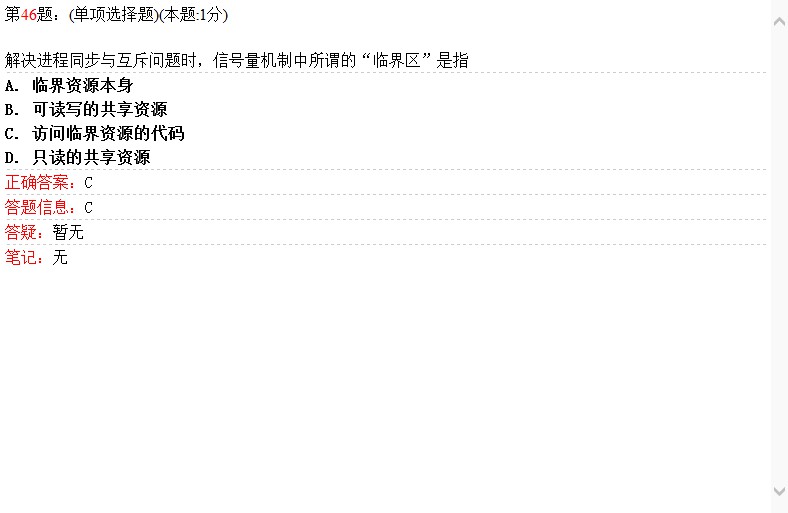 第46题：(单项选择题)(本题:1分)
解决进程同步与互斥问题时，信号量机制中所谓的“临界区”是指
A. 临界资源本身
B. 可读写的共享资源
C. 访问临界资源的代码
D. 只读的共享资源
正确答案：C
答题信息：C
答疑：暂无
笔记：无